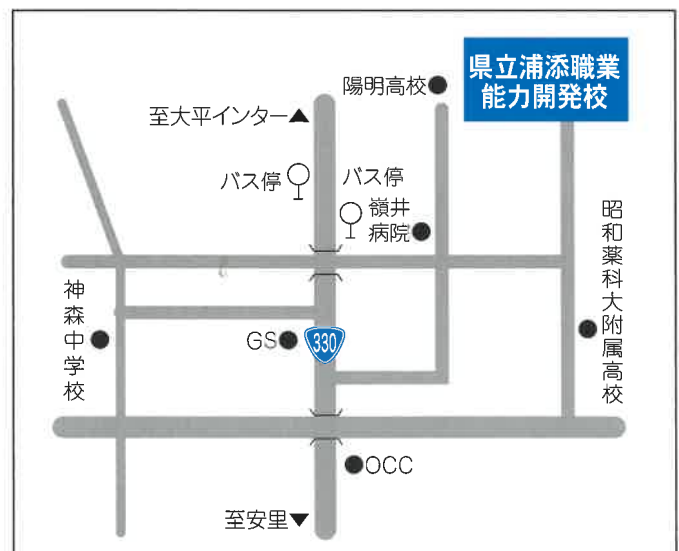 県立浦添職業
能力開発校
陽明高校
至大平インター▲
バス停
バス停
嶺井
病院
昭和薬科大附属高校
神森中学校
GS
330
OCC
至安里▼